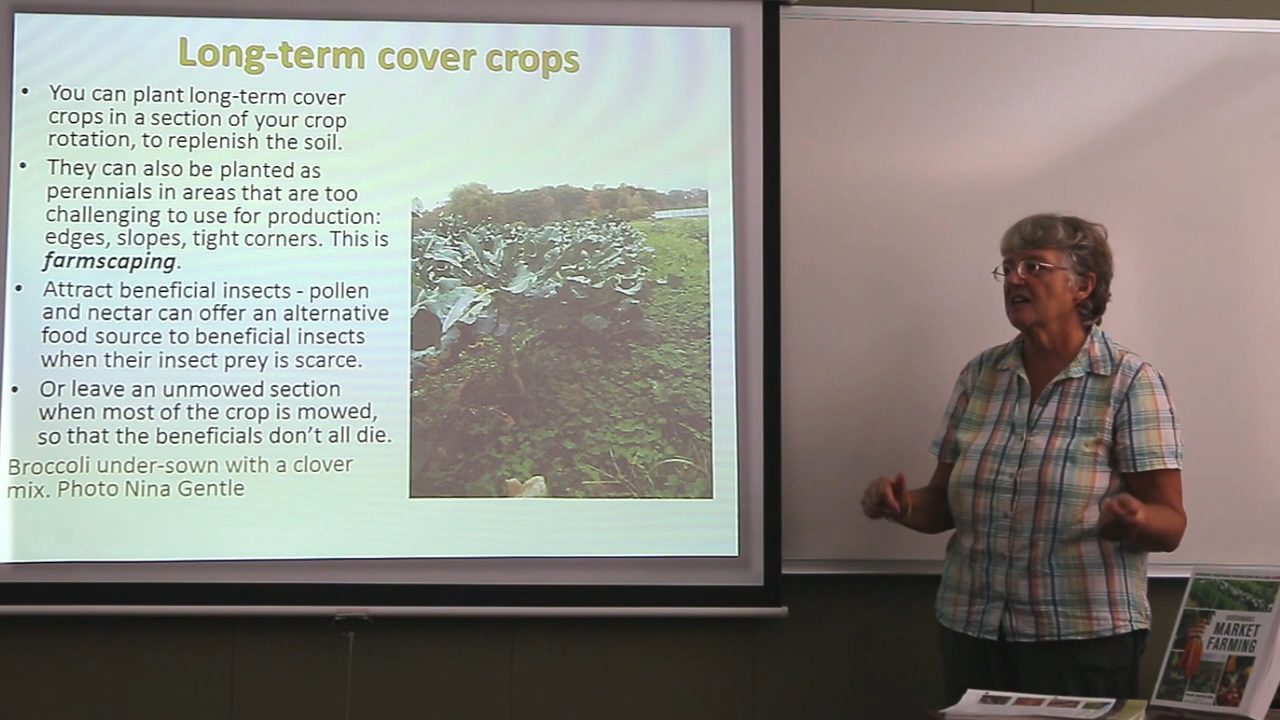 Long-term cover crops
• You can plant long-term cover
crops in a section of your crop
rotation, to replenish the soil.
• They can also be planted as
perennials in areas that are too
challenging to use for production:
edges, slopes, tight corners. This is
farmscaping.
• Attract beneficial insects - pollen
and nectar can offer an alternative
food source to beneficial insects
when their insect prey is scarce.
• Or leave an unmowed section
when most of the crop is mowed,
so that the beneficials don't all die.
Broccoli under-sown with a clover
mix. Photo Nina Gentle
MARKET
FARMING